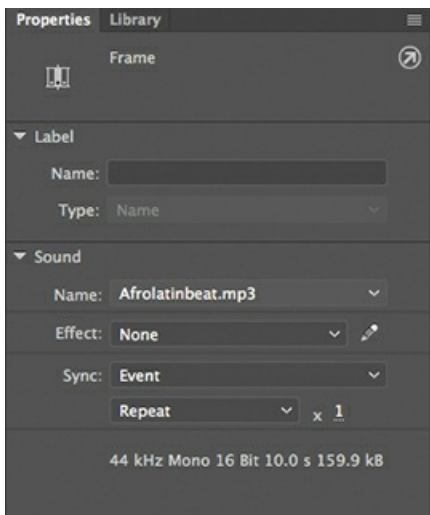 Properties Library
Frame
Label
Name:
Type: Name
Sound
Name: Afrolatinbeat.mp3
Effect: None
Sync: Event
Repeat x 1
44 kHz Mono 16 Bit 10.0 s 159.9 kB